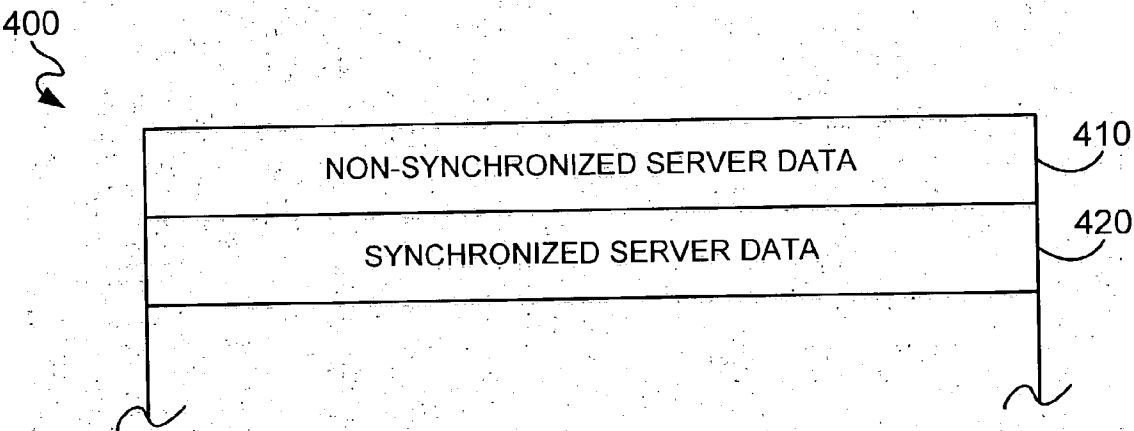 400
NON-SYNCHRONIZED SERVER DATA
410
SYNCHRONIZED SERVER DATA
420